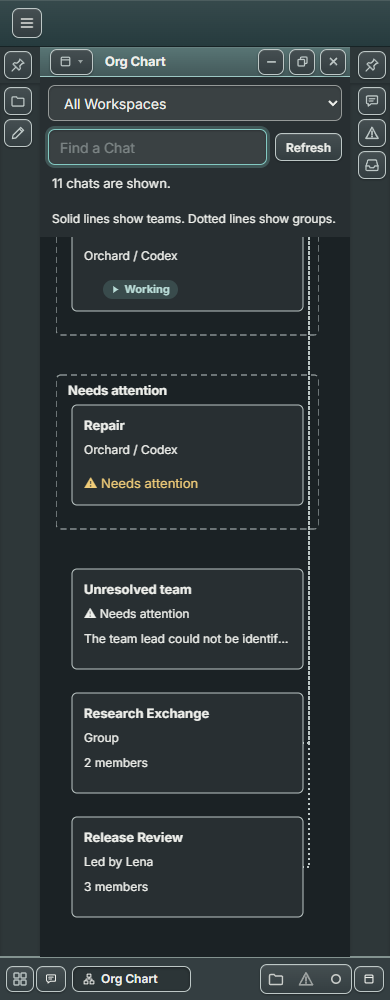 Org Chart
All Workspaces
Find a Chat
Refresh
11 chats are shown.
Solid lines show teams. Dotted lines show groups.
Orchard / Codex
Working
Needs attention
Repair
Orchard / Codex
Needs attention
Unresolved team
Needs attention
The team lead could not be identif...
Research Exchange
Group
2 members
Release Review
Led by Lena
3 members
Org Chart